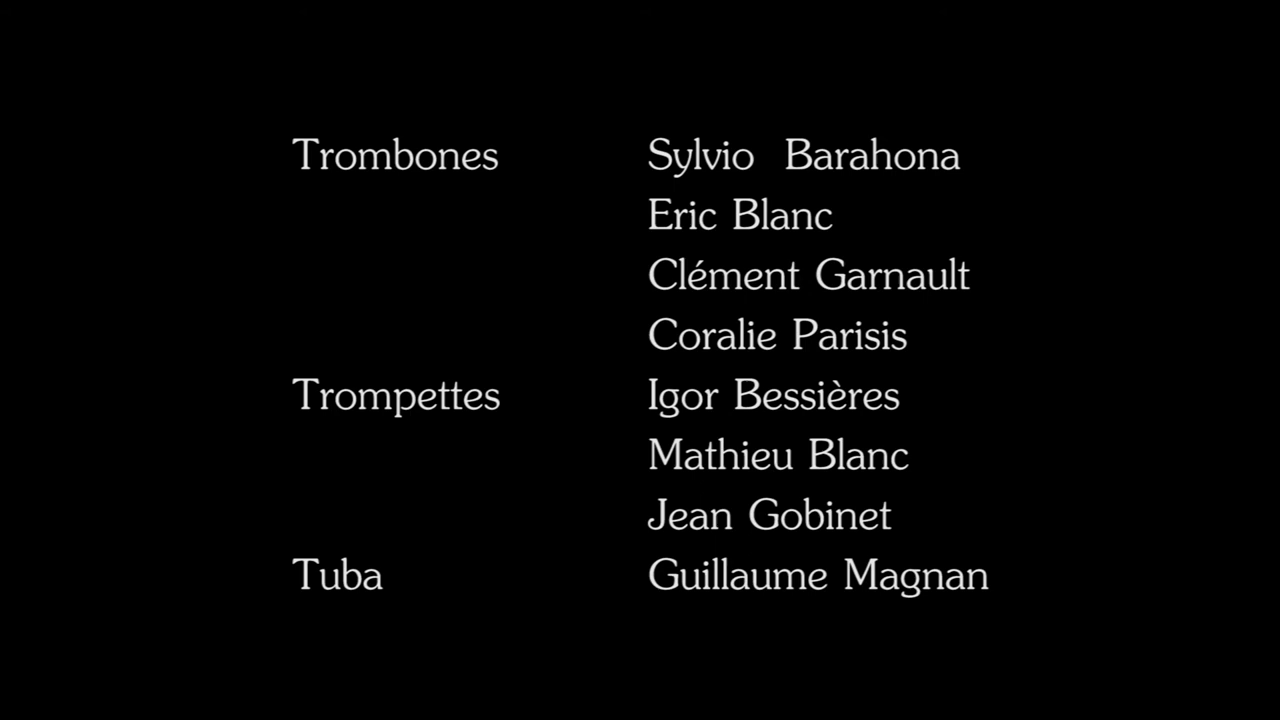 Trombones Sylvio Barahona
Eric Blanc
Clément Garnault
Coralie Parisis
Trompettes Igor Bessières
Mathieu Blanc
Jean Gobinet
Tuba Guillaume Magnan